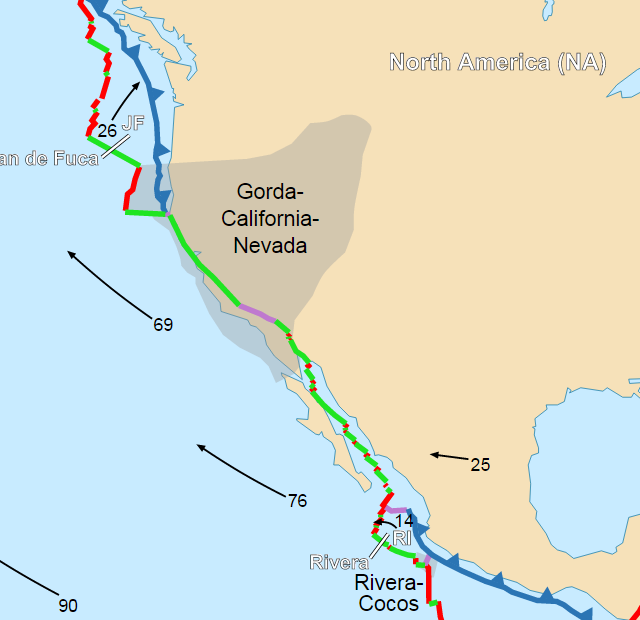 North America (NA)
26
JF
an de Fuca
Gorda-
California-
Nevada
69
25
76
14
RI
Rivera
Rivera-
Cocos
90